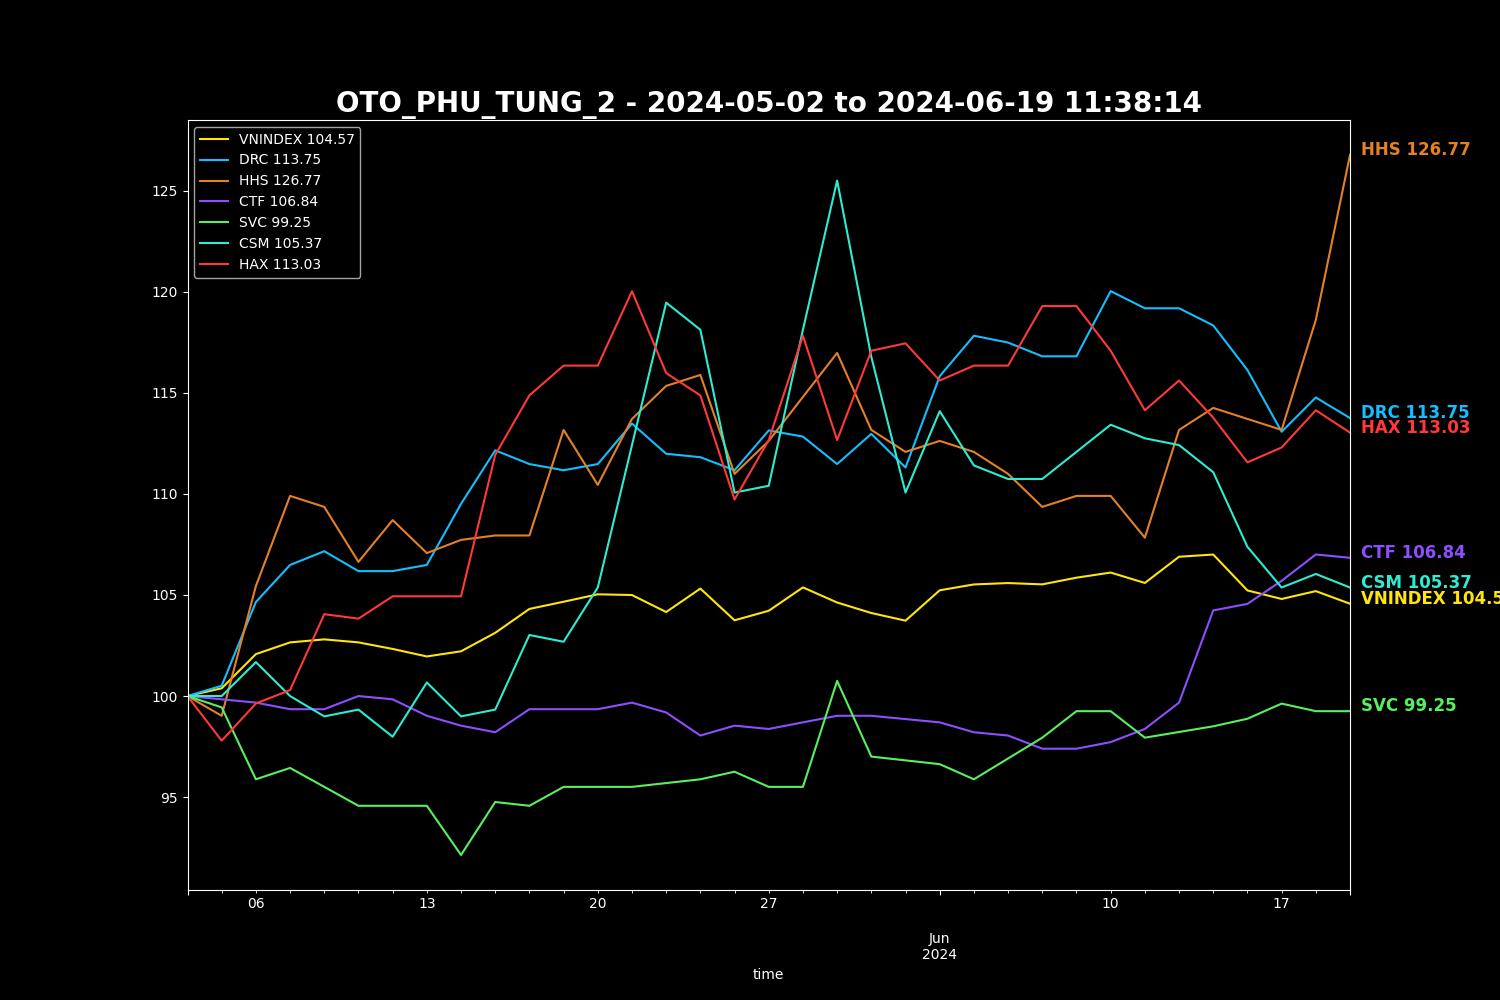 OTO_PHU_TUNG_2 - 2024-05-02 to 2024-06-19 11:38:14
VNINDEX 104.57
DRC 113.75
HHS 126.77
CTF 106.84
SVC 99.25
CSM 105.37
HAX 113.03
125
120
115
110
105
100
95
HHS 126.77
DRC 113.75
HAX 113.03
CTF 106.84
CSM 105.37
VNINDEX 104.5
SVC 99.25
06 13 20 27 10 17
Jun
2024
time